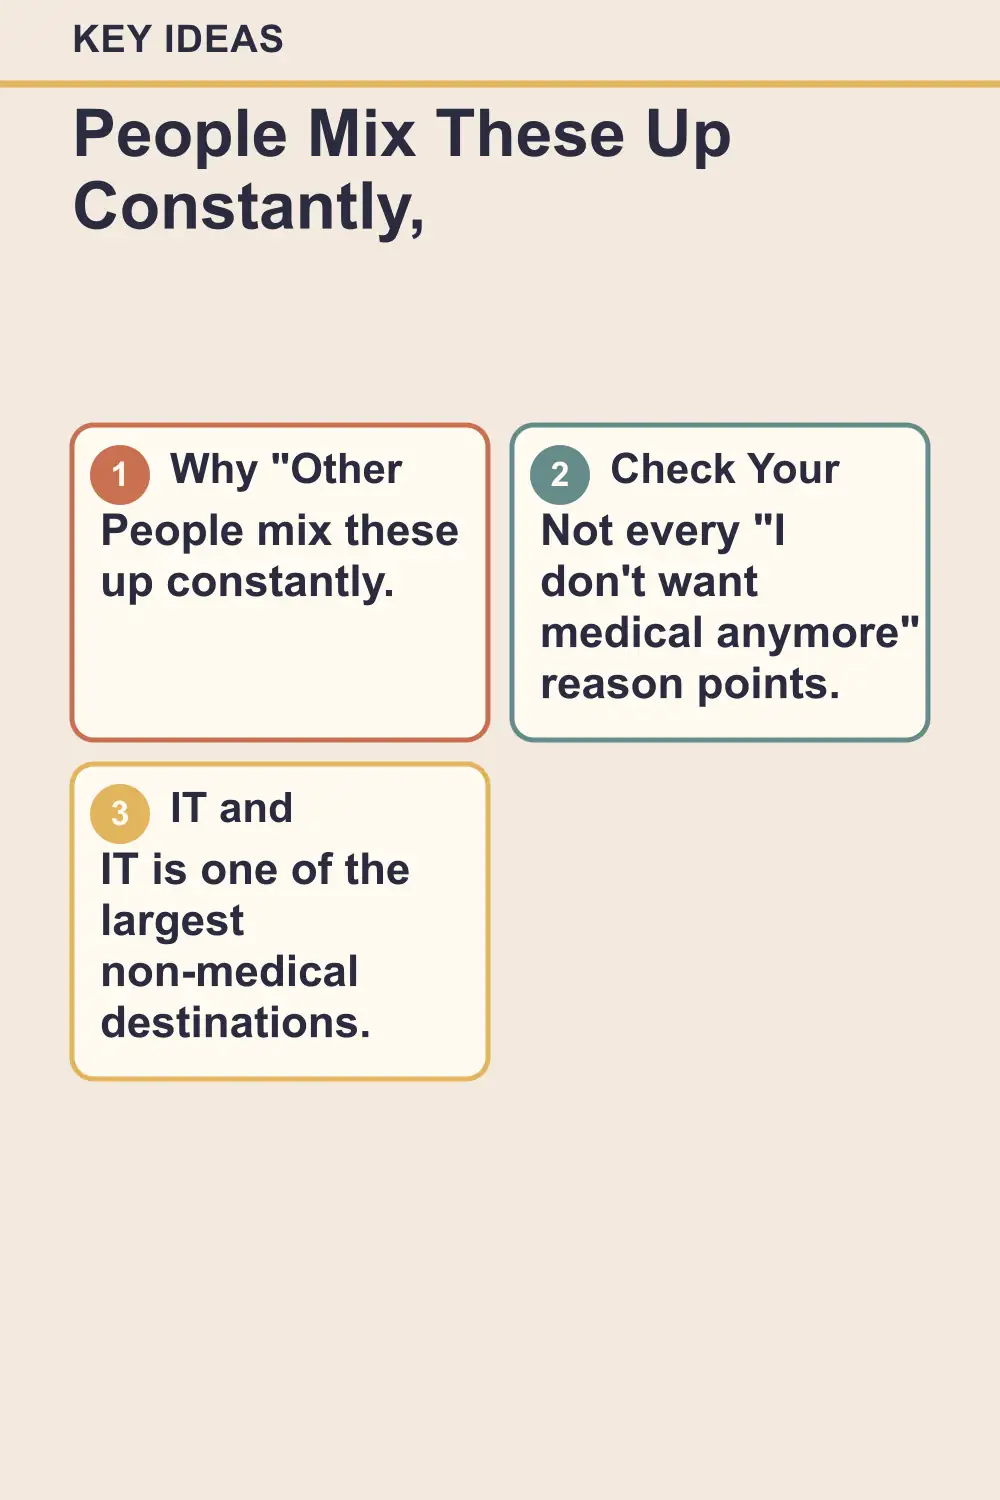 KEY IDEAS
People Mix These Up
Constantly,
1
Why "Other
People mix these
up constantly.
2
Check Your
Not every "I
don't want
medical anymore"
reason points.
3
IT and
IT is one of the
largest
non-medical
destinations.